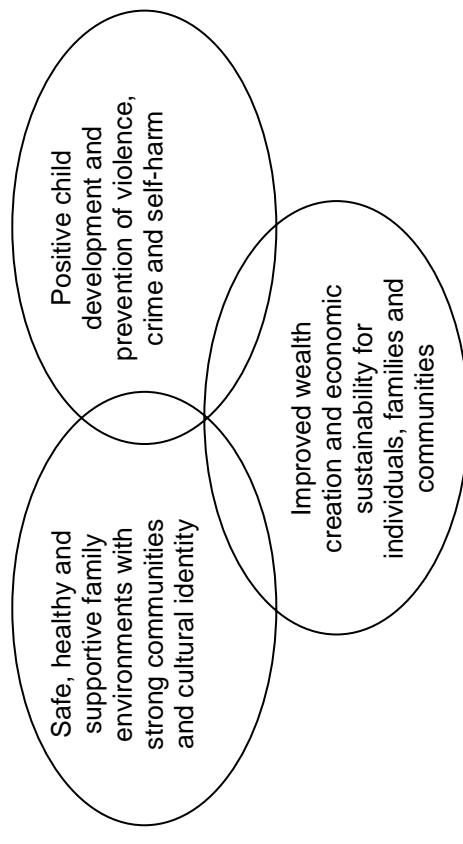 Safe, healthy and
supportive family
environments with
strong communities
and cultural identity
Positive child
development and
prevention of violence,
crime and self-harm
Improved wealth
creation and economic
sustainability for
individuals, families and
communities